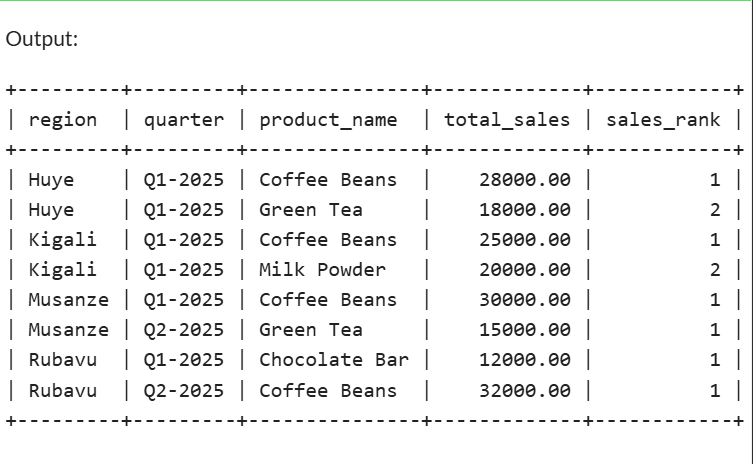 Output:
+---------+---------+---------------+-------------+------------+
| region  | quarter | product_name  | total_sales | sales_rank |
+---------+---------+---------------+-------------+------------+
| Huye    | Q1-2025 | Coffee Beans  |    28000.00 |          1 |
| Huye    | Q1-2025 | Green Tea     |    18000.00 |          2 |
| Kigali  | Q1-2025 | Coffee Beans  |    25000.00 |          1 |
| Kigali  | Q1-2025 | Milk Powder   |    20000.00 |          2 |
| Musanze | Q1-2025 | Coffee Beans  |    30000.00 |          1 |
| Musanze | Q2-2025 | Green Tea     |    15000.00 |          1 |
| Rubavu  | Q1-2025 | Chocolate Bar |    12000.00 |          1 |
| Rubavu  | Q2-2025 | Coffee Beans  |    32000.00 |          1 |
+---------+---------+---------------+-------------+------------+